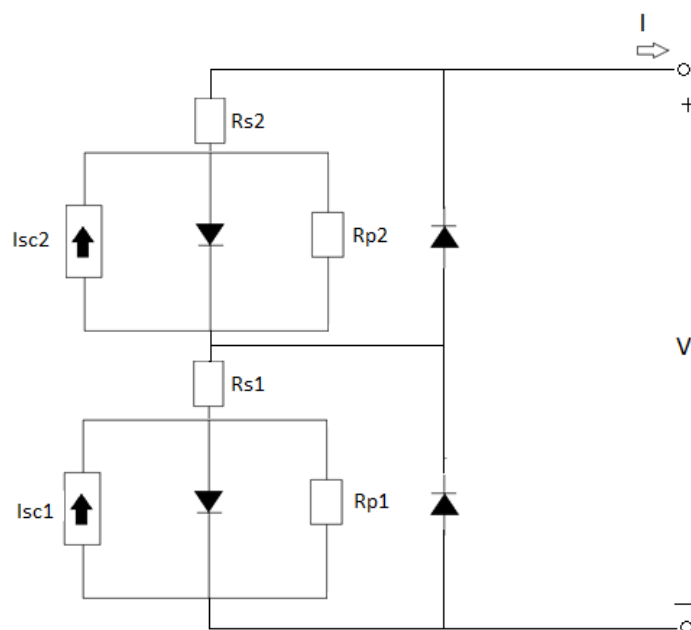 I
+
Rs2
Isc2
Rp2
V
Rs1
Isc1
Rp1
—